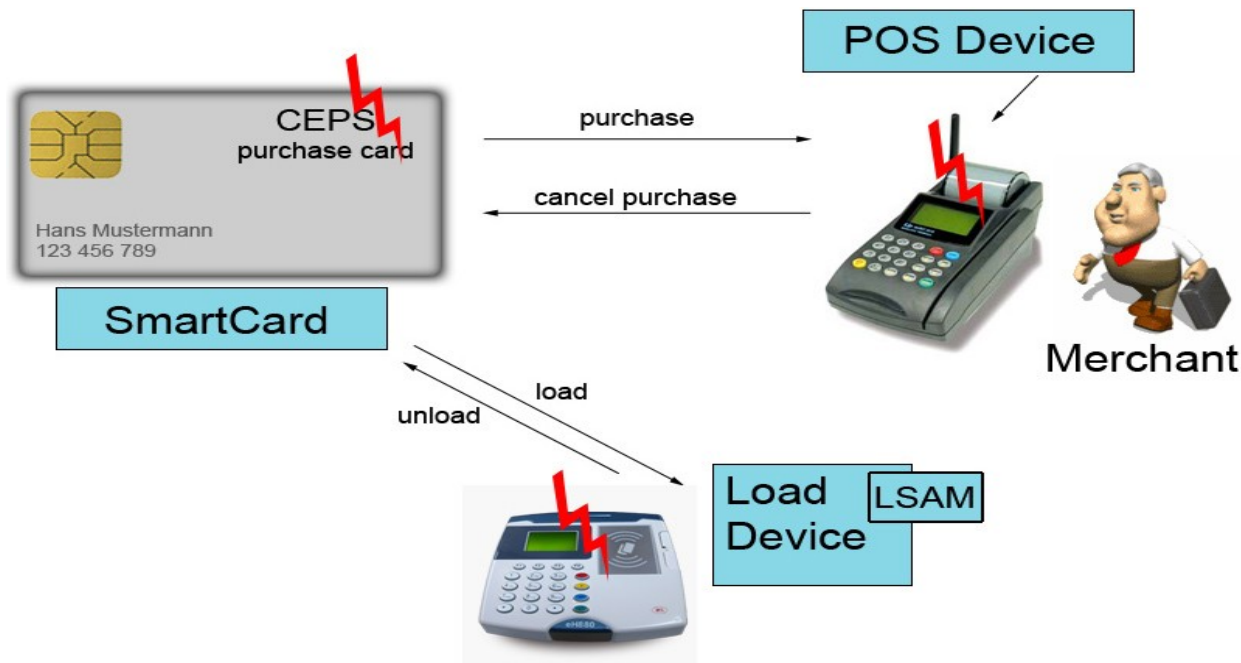 POS Device
CEPS
purchase card
purchase
cancel purchase
Hans Mustermann
123 456 789
SmartCard
Merchant
load
unload
Load
Device
LSAM
eH880